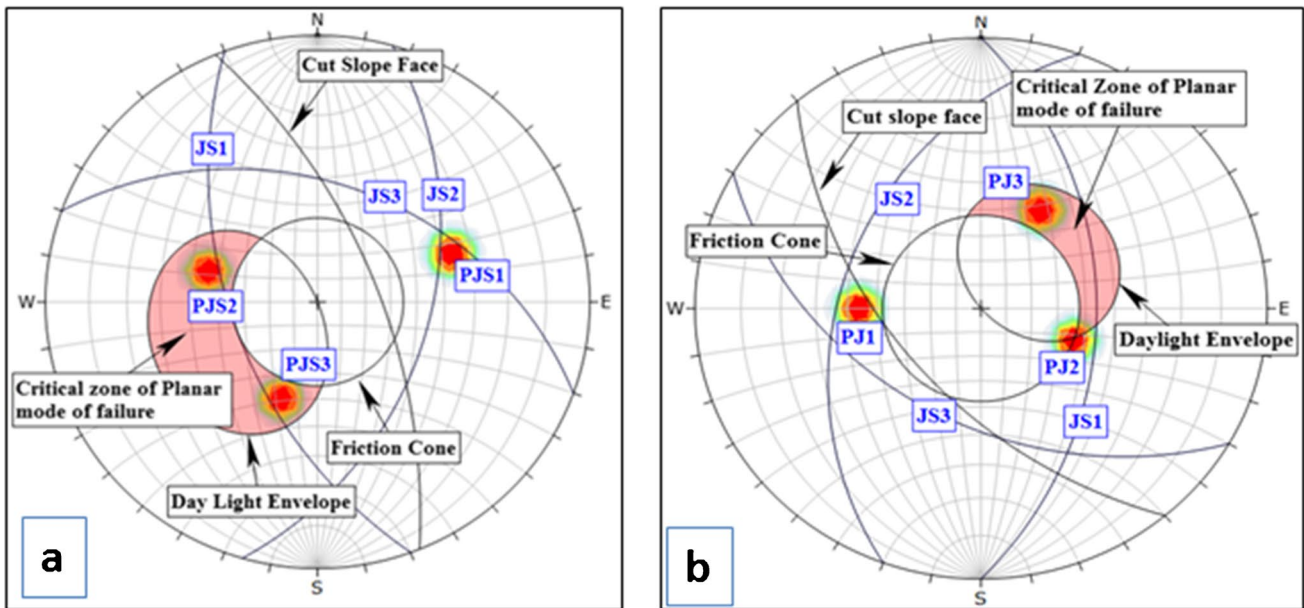 N
Cut Slope Face
JS1
JS3
JS2
PJS1
W
E
PJS2
PJS3
Critical zone of Planar
mode of failure
Friction Cone
Day Light Envelope
S
a
N
Critical Zone of Planar
mode of failure
Cut slope face
PJ3
JS2
Friction Cone
W
E
PJ1
Daylight Envelope
PJ2
JS3
JS1
S
b